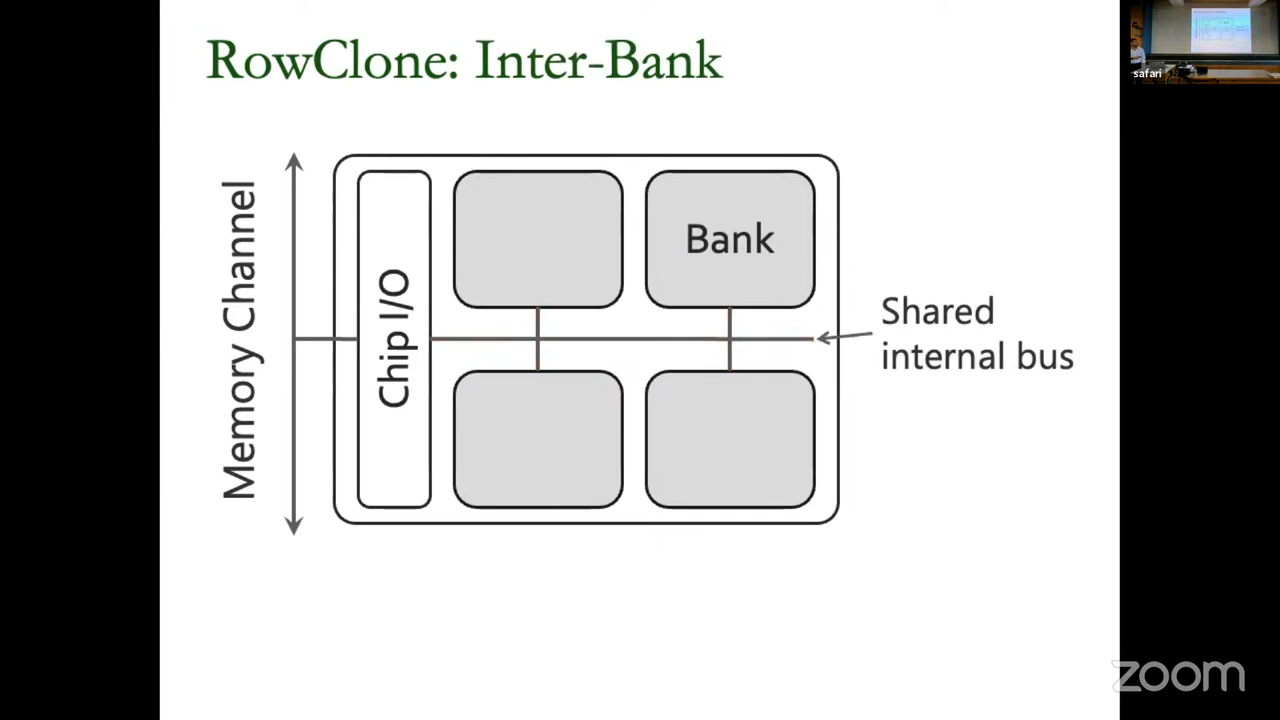 RowClone: Inter-Bank
safari
Memory Channel
Chip I/O
Bank
Shared
internal bus
zoom